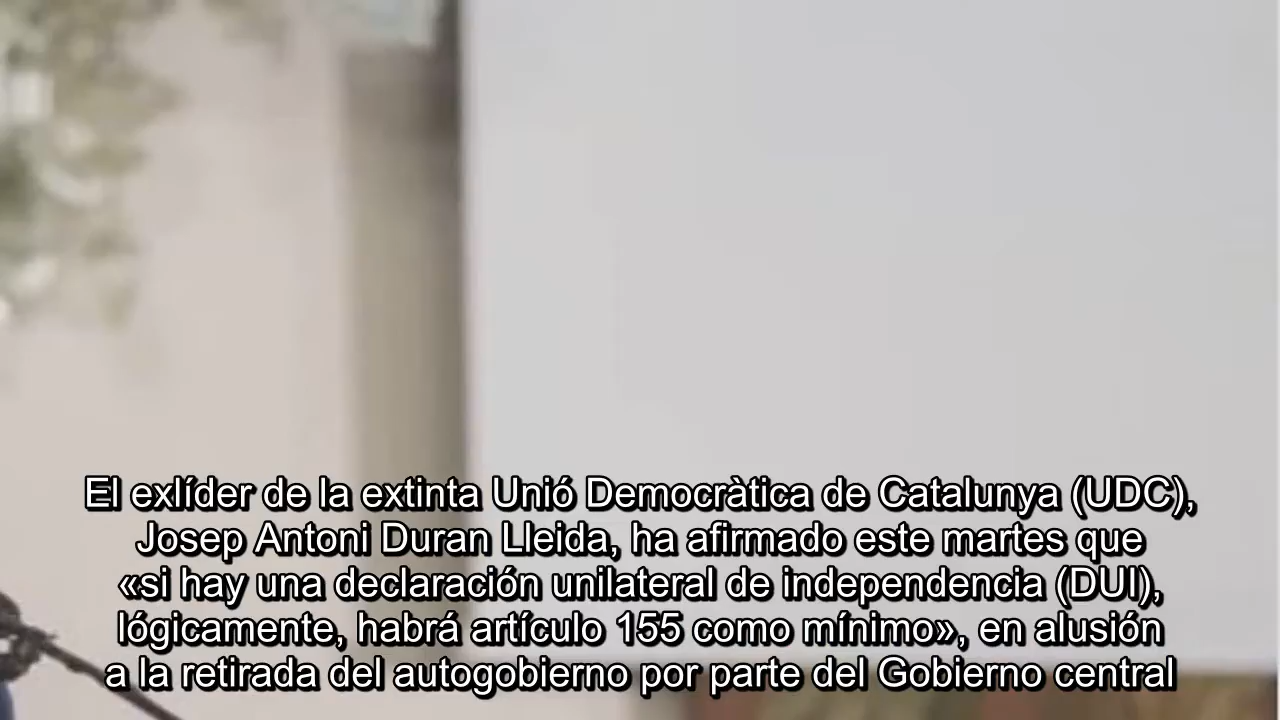 El exlíder de la extinta Unió Democràtica de Catalunya (UDC),
Josep Antoni Duran Lleida, ha afirmado este martes que
«si hay una declaración unilateral de independencia (DUI),
lógicamente, habrá artículo 155 como mínimo», en alusión
a la retirada del autogobierno por parte del Gobierno central